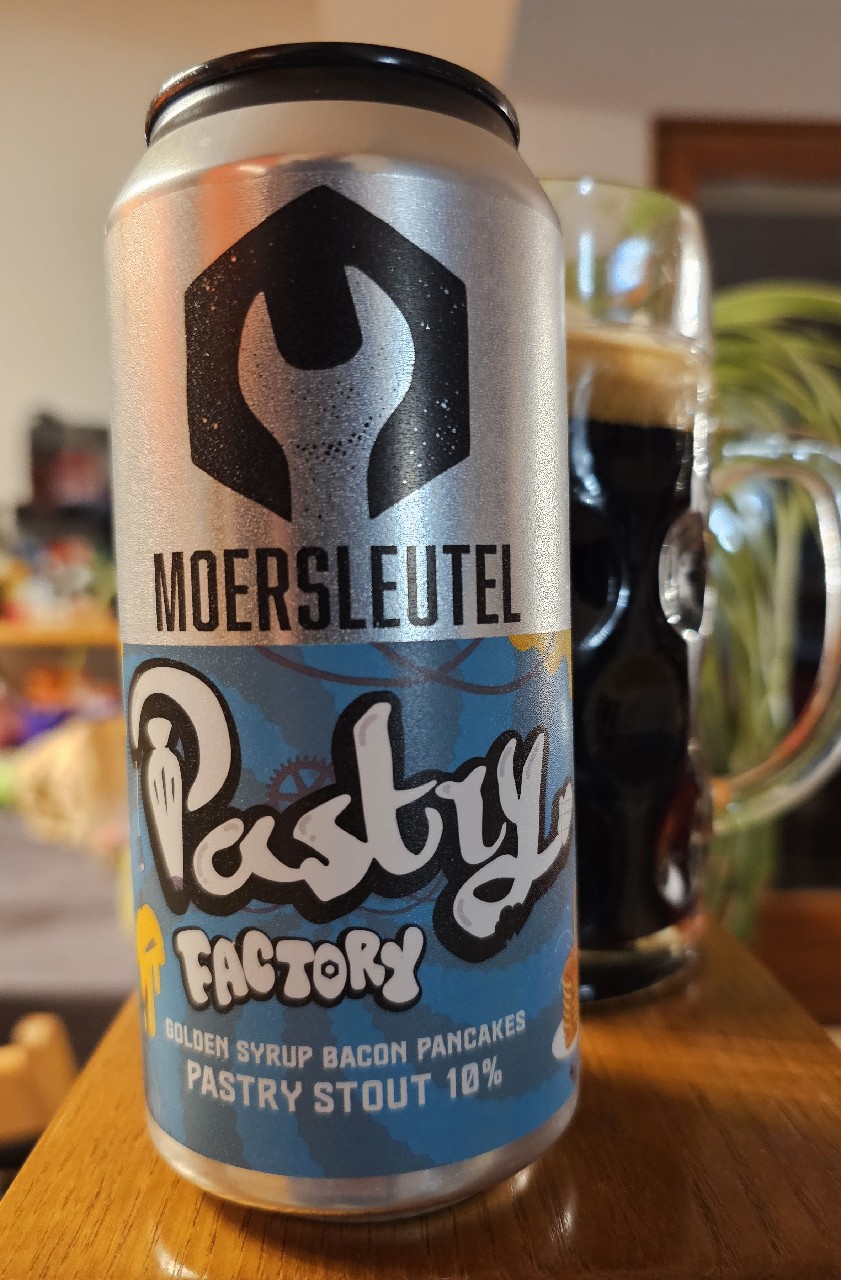 MOERSLEUTEL
Pastry
FACTORY
GOLDEN SYRUP BACON PANCAKES
PASTRY STOUT 10%